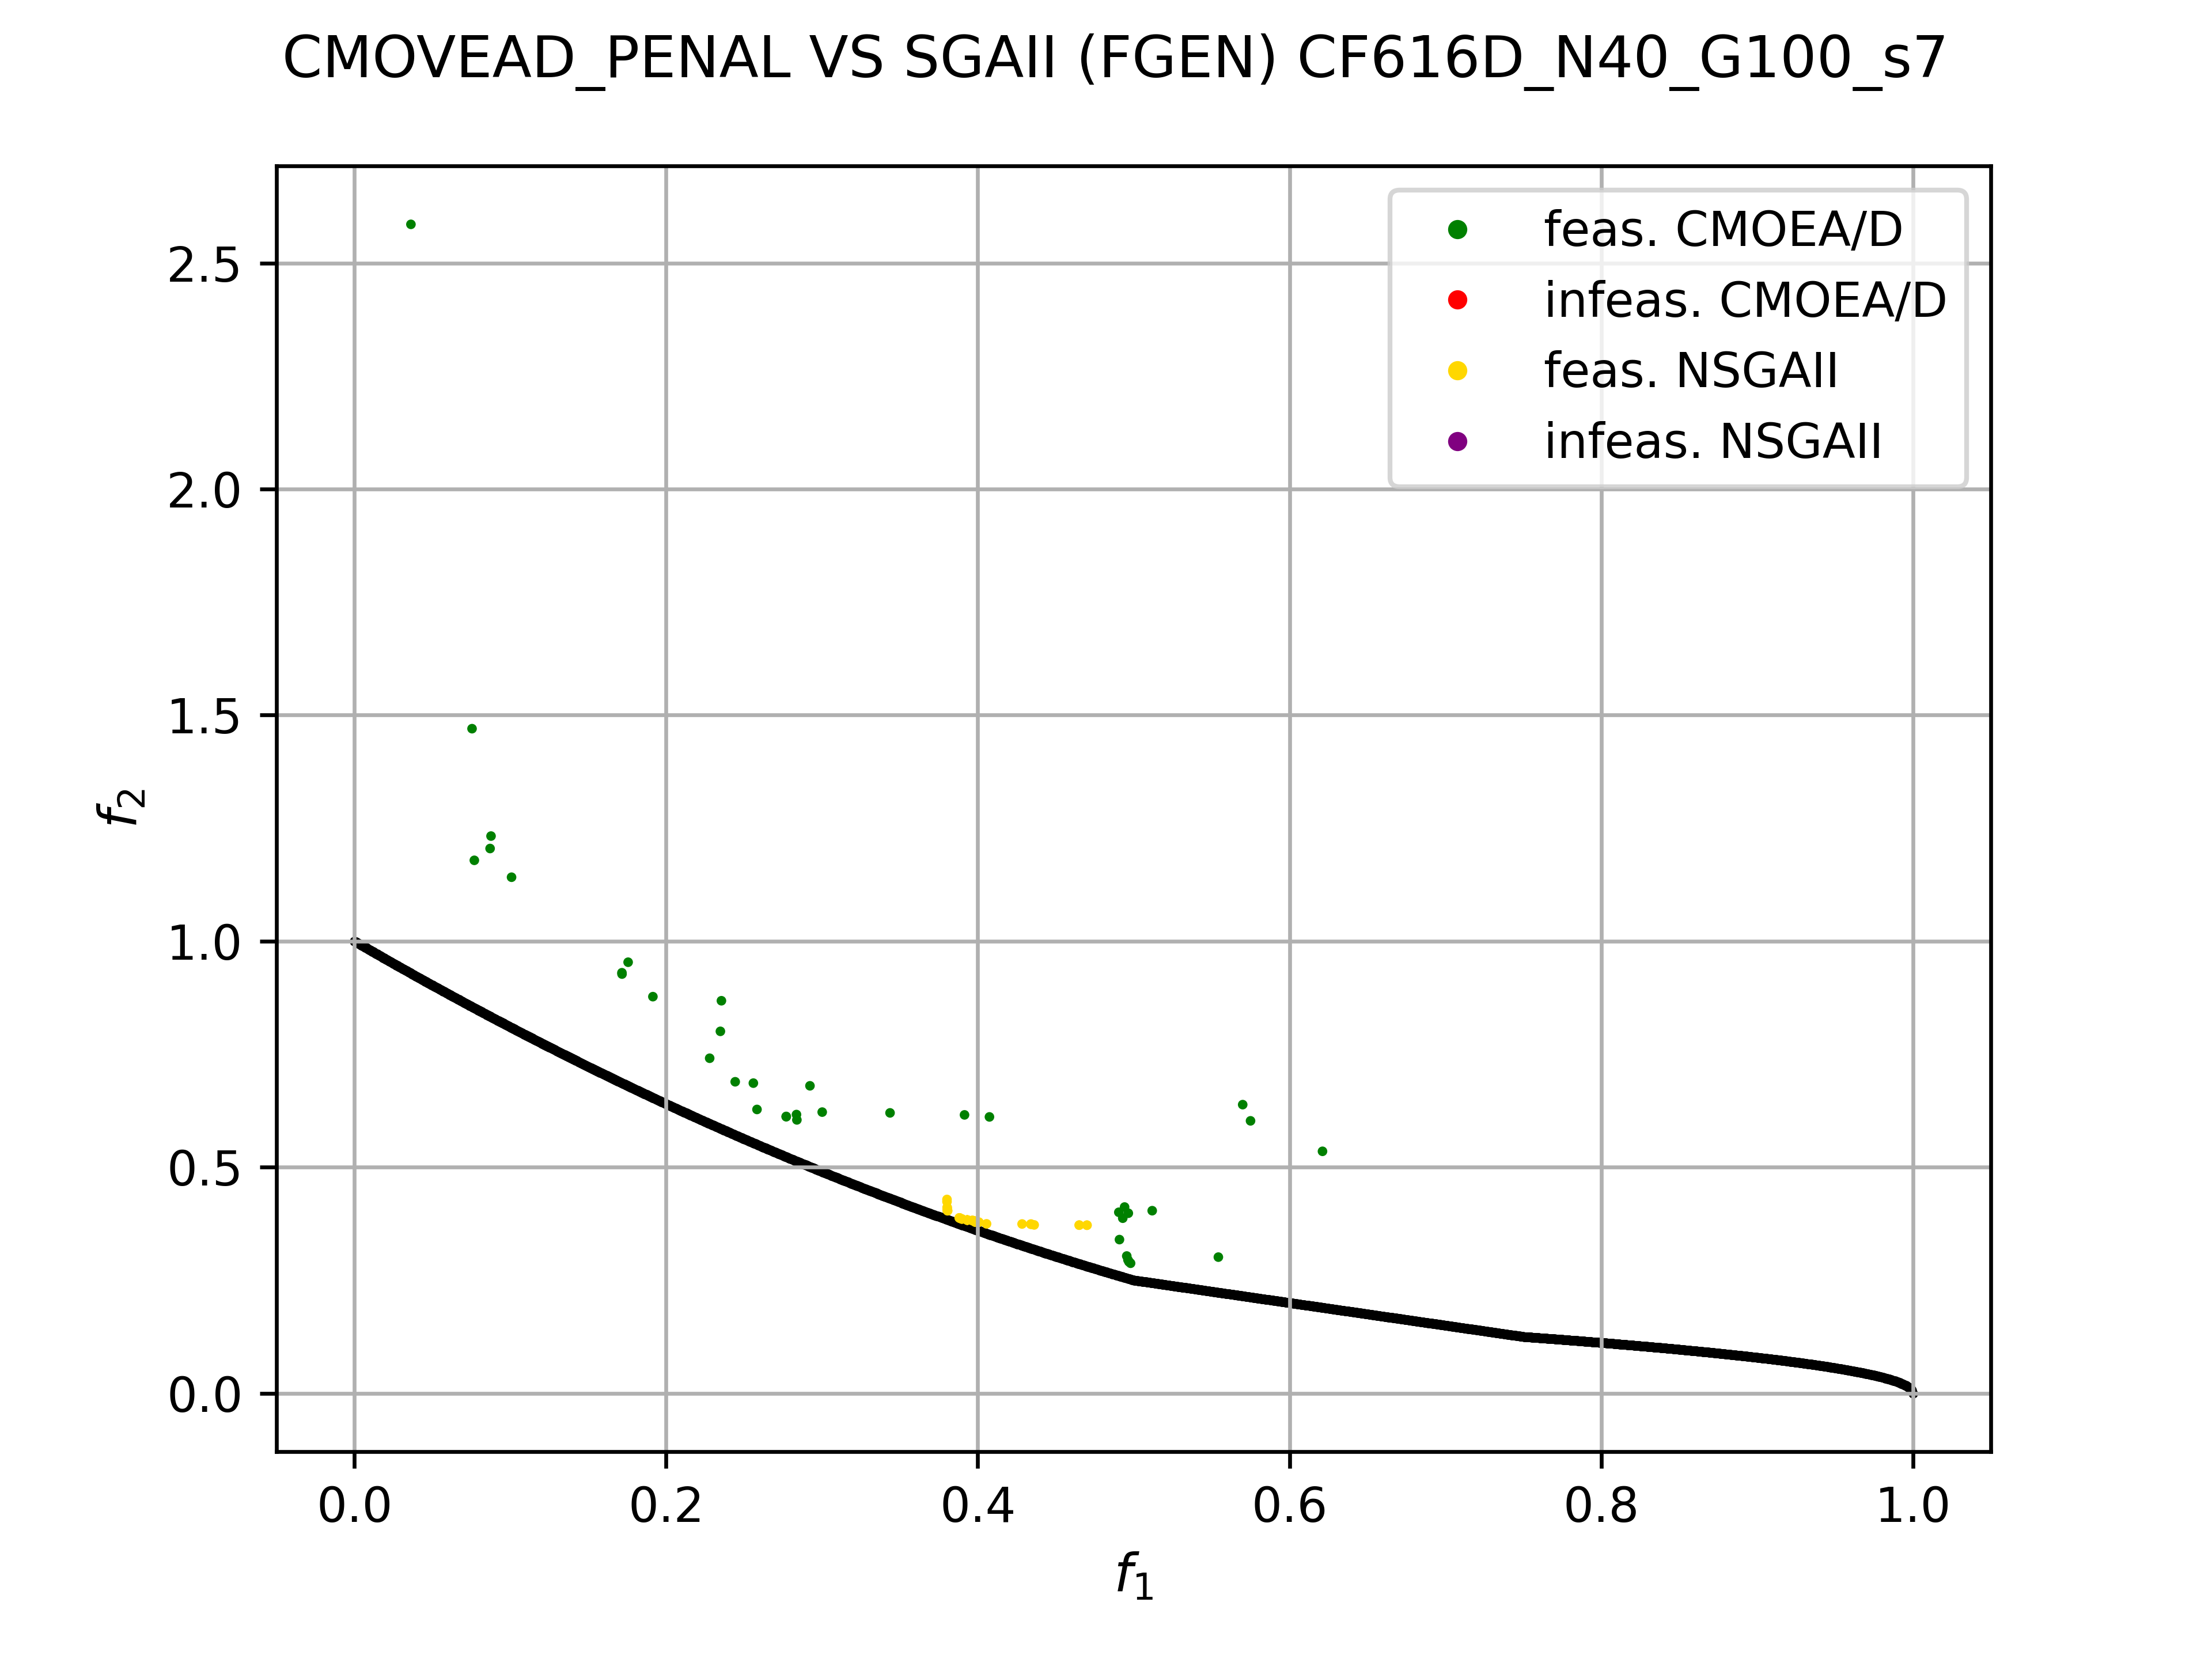 CMOVEAD_PENAL VS SGAII (FGEN) CF616D_N40_G100_s7
feas. CMOEA/D
infeas. CMOEA/D
feas. NSGAII
infeas. NSGAII
2.5
2.0
1.5
1.0
0.5
0.0
f2
0.0 0.2 0.4 0.6 0.8 1.0
f1